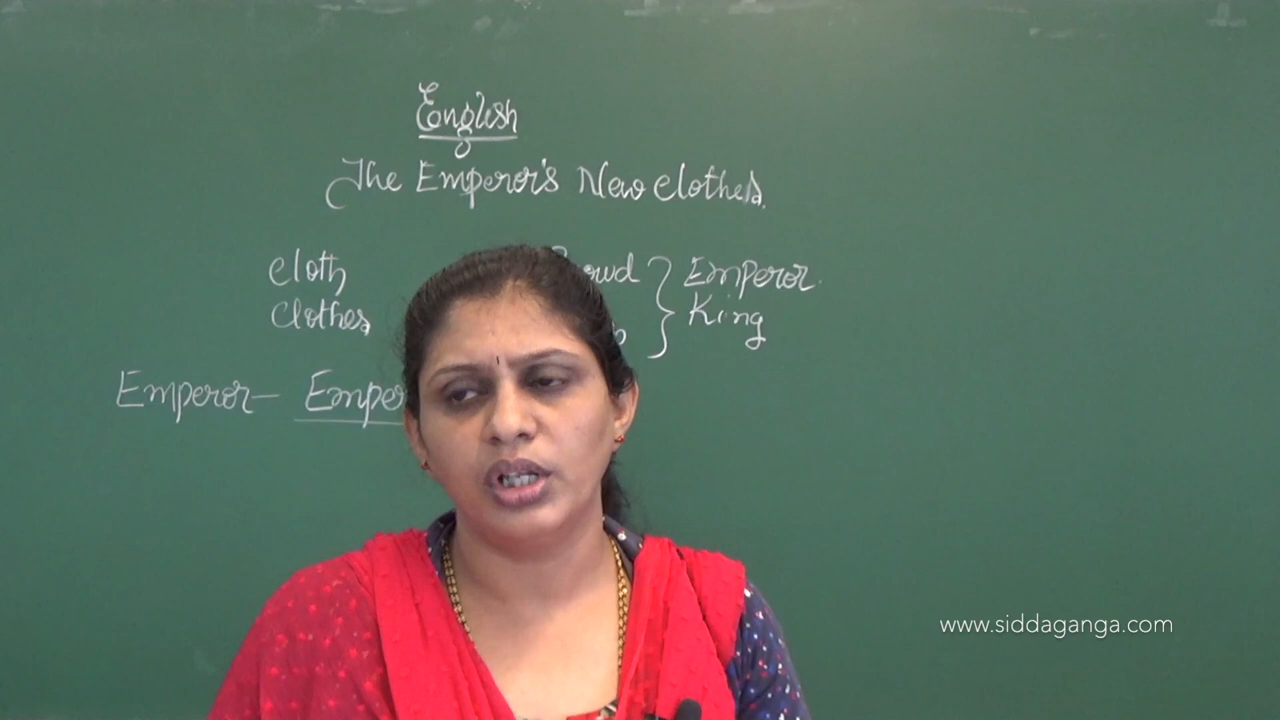 English
The Emperor's New Clothes.
Cloth
Clothes
Emperor.
King
Emperor-
www.siddaganga.com